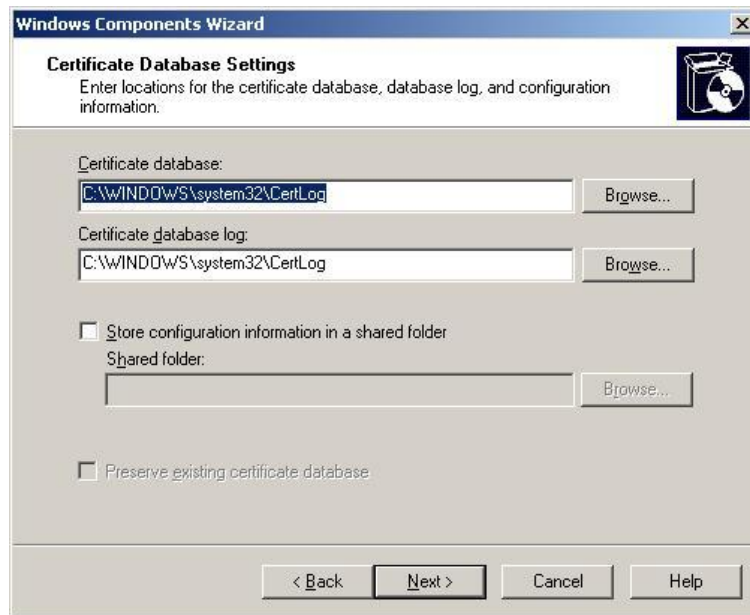 Windows Components Wizard
Certificate Database Settings
Enter locations for the certificate database, database log, and configuration
information.
Certificate database:
C:\WINDOWS\system32\CertLog
Browse...
Certificate database log:
C:\WINDOWS\system32\CertLog
Browse...
Store configuration information in a shared folder
Shared folder:
Browse...
Preserve existing certificate database
< Back
Next >
Cancel
Help